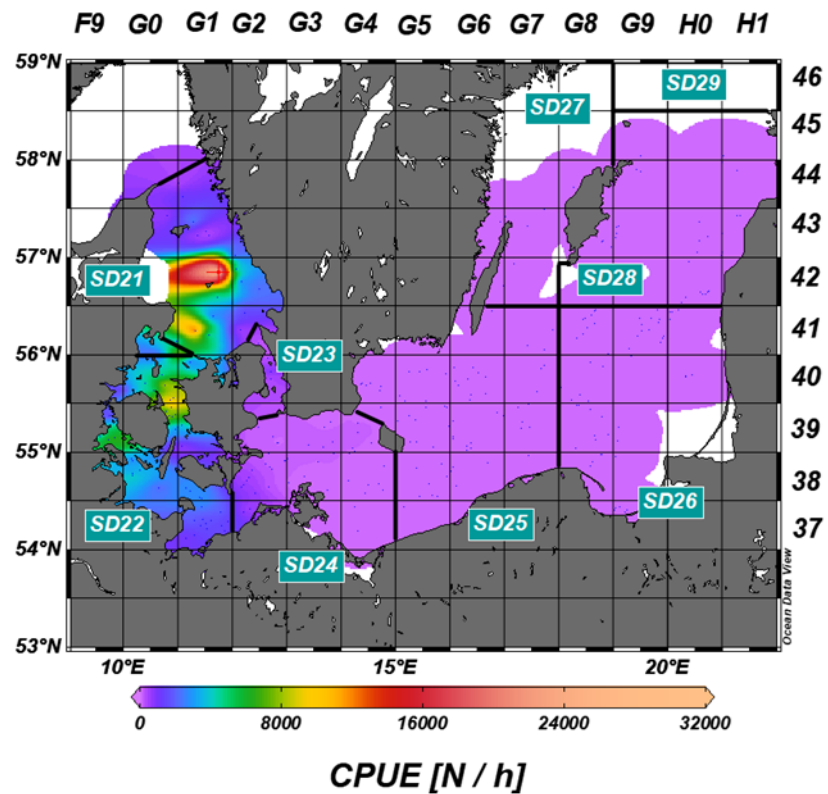 F9 G0 G1 G2 G3 G4 G5 G6 G7 G8 G9 H0 H1
59°N 46
SD29
SD27
45
58°N
44
43
57°N
SD21 SD28 42
41
56°N SD23
40
39
55°N
38
SD26
SD22 SD25 37
54°N
SD24
Ocean Data View
53°N
10°E 15°E 20°E
0 8000 16000 24000 32000
CPUE [N / h]